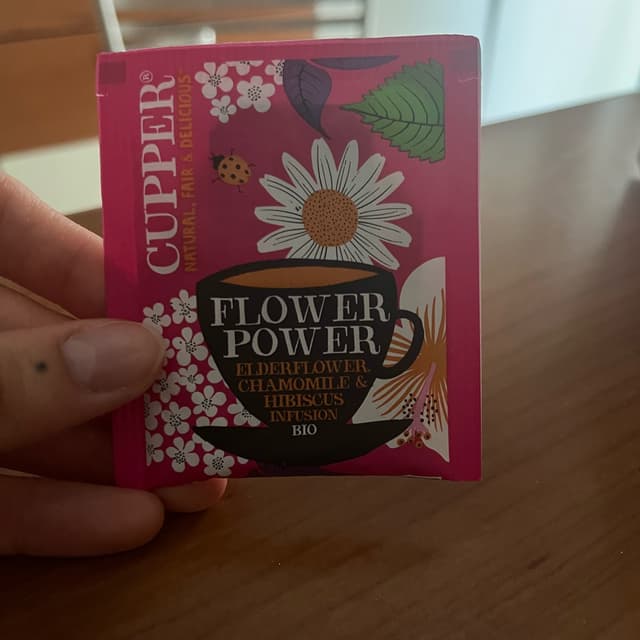 CUPPER®
NATURAL, FAIR & DELICIOUS
FLOWER
POWER
ELDERFLOWER,
CHAMOMILE &
HIBISCUS
INFUSION
BIO